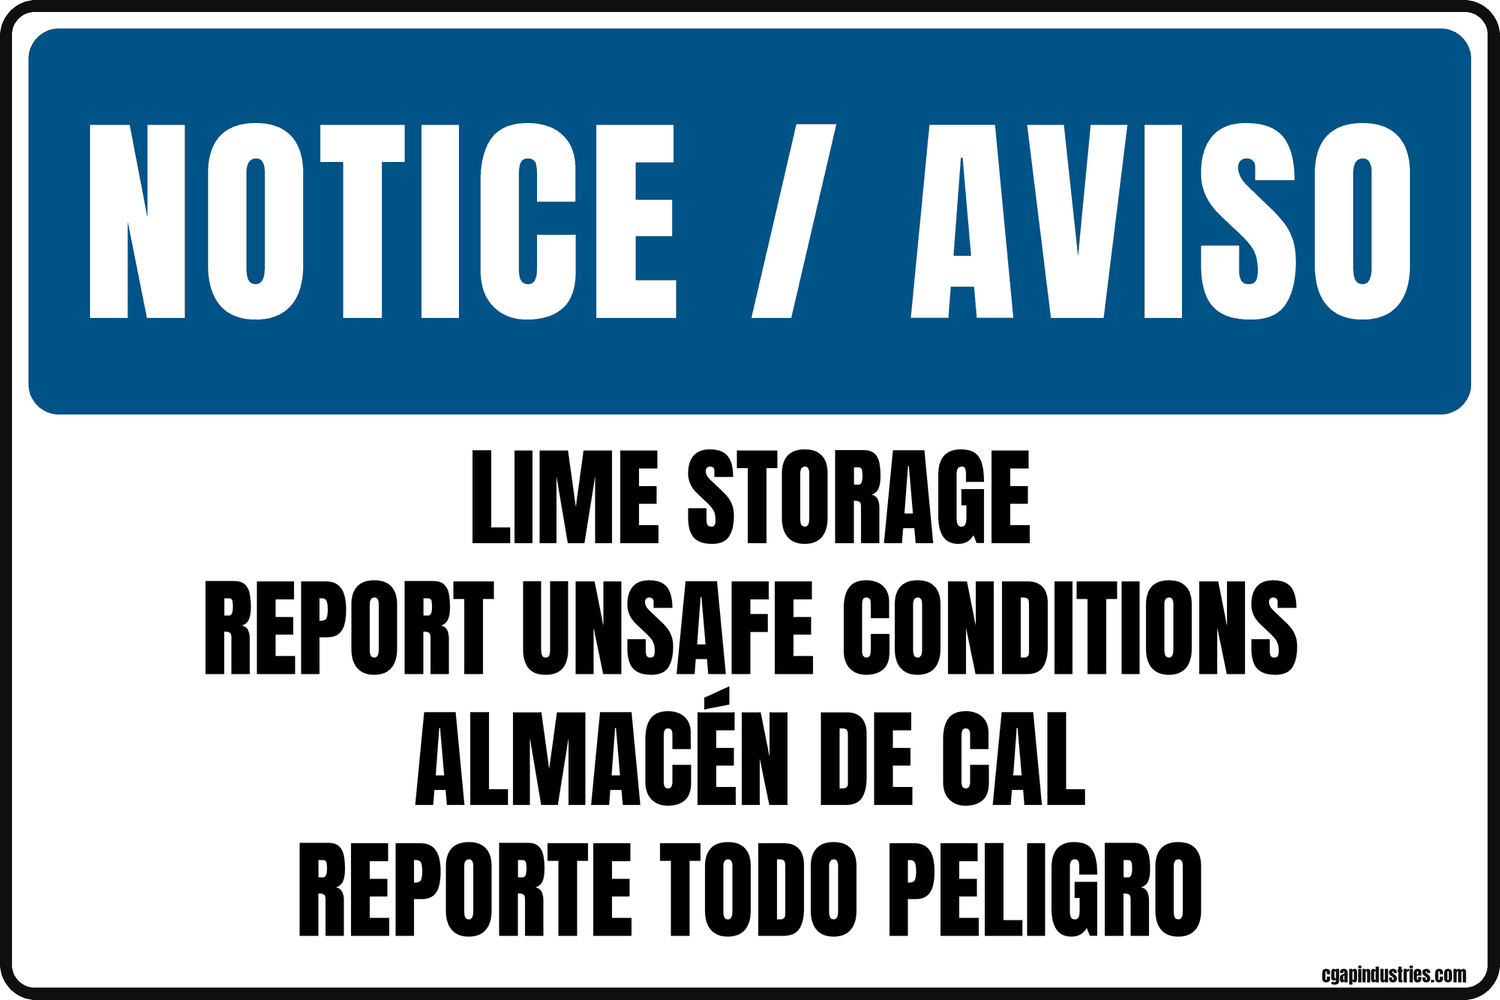 NOTICE / AVISO
LIME STORAGE
REPORT UNSAFE CONDITIONS
ALMACÉN DE CAL
REPORTE TODO PELIGRO
cgapindustries.com